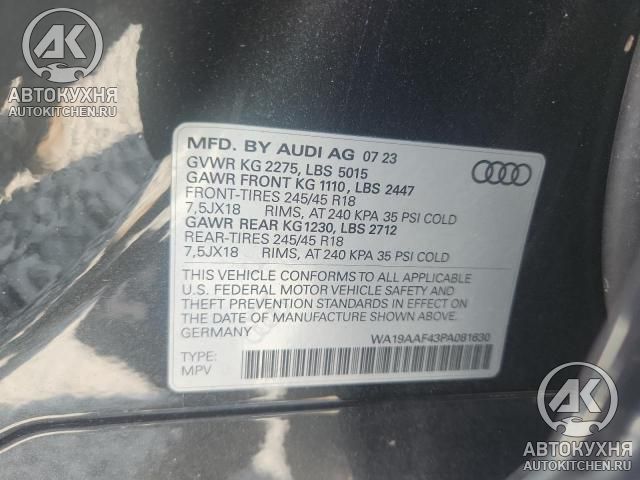 АК
АВТОКУХНЯ
AUTOKITCHEN.RU
MFD. BY AUDI AG 07 23
GVWR KG 2275, LBS 5015
GAWR FRONT KG 1110, LBS 2447
FRONT-TIRES 245/45 R18
7,5JX18 RIMS, AT 240 KPA 35 PSI COLD
GAWR REAR KG1230, LBS 2712
REAR-TIRES 245/45 R18
7,5JX18 RIMS, AT 240 KPA 35 PSI COLD
THIS VEHICLE CONFORMS TO ALL APPLICABLE
U.S. FEDERAL MOTOR VEHICLE SAFETY AND
THEFT PREVENTION STANDARDS IN EFFECT ON
THE DATE OF MANUFACTURE SHOWN ABOVE.
GERMANY
WA19AAF43PA081630
TYPE:
MPV
АК
АВТОКУХНЯ
AUTOKITCHEN.RU